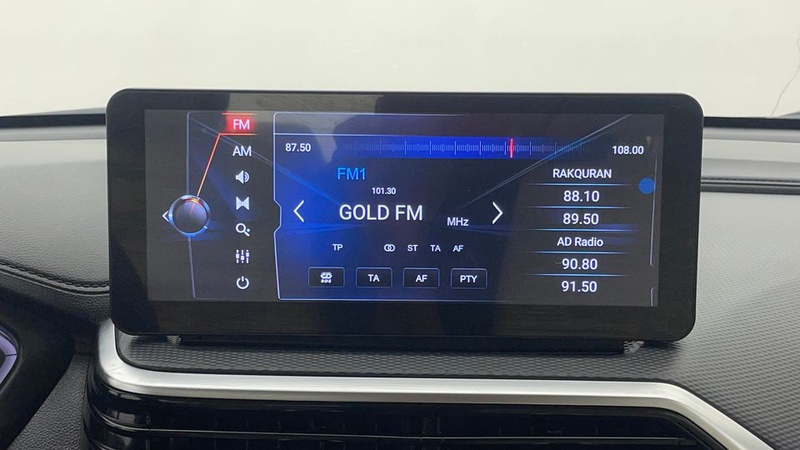 FM
AM
87.50
108.00
FM1
101.30
GOLD FM
MHz
TP ST TA AF
TA AF PTY
RAKQURAN
88.10
89.50
AD Radio
90.80
91.50